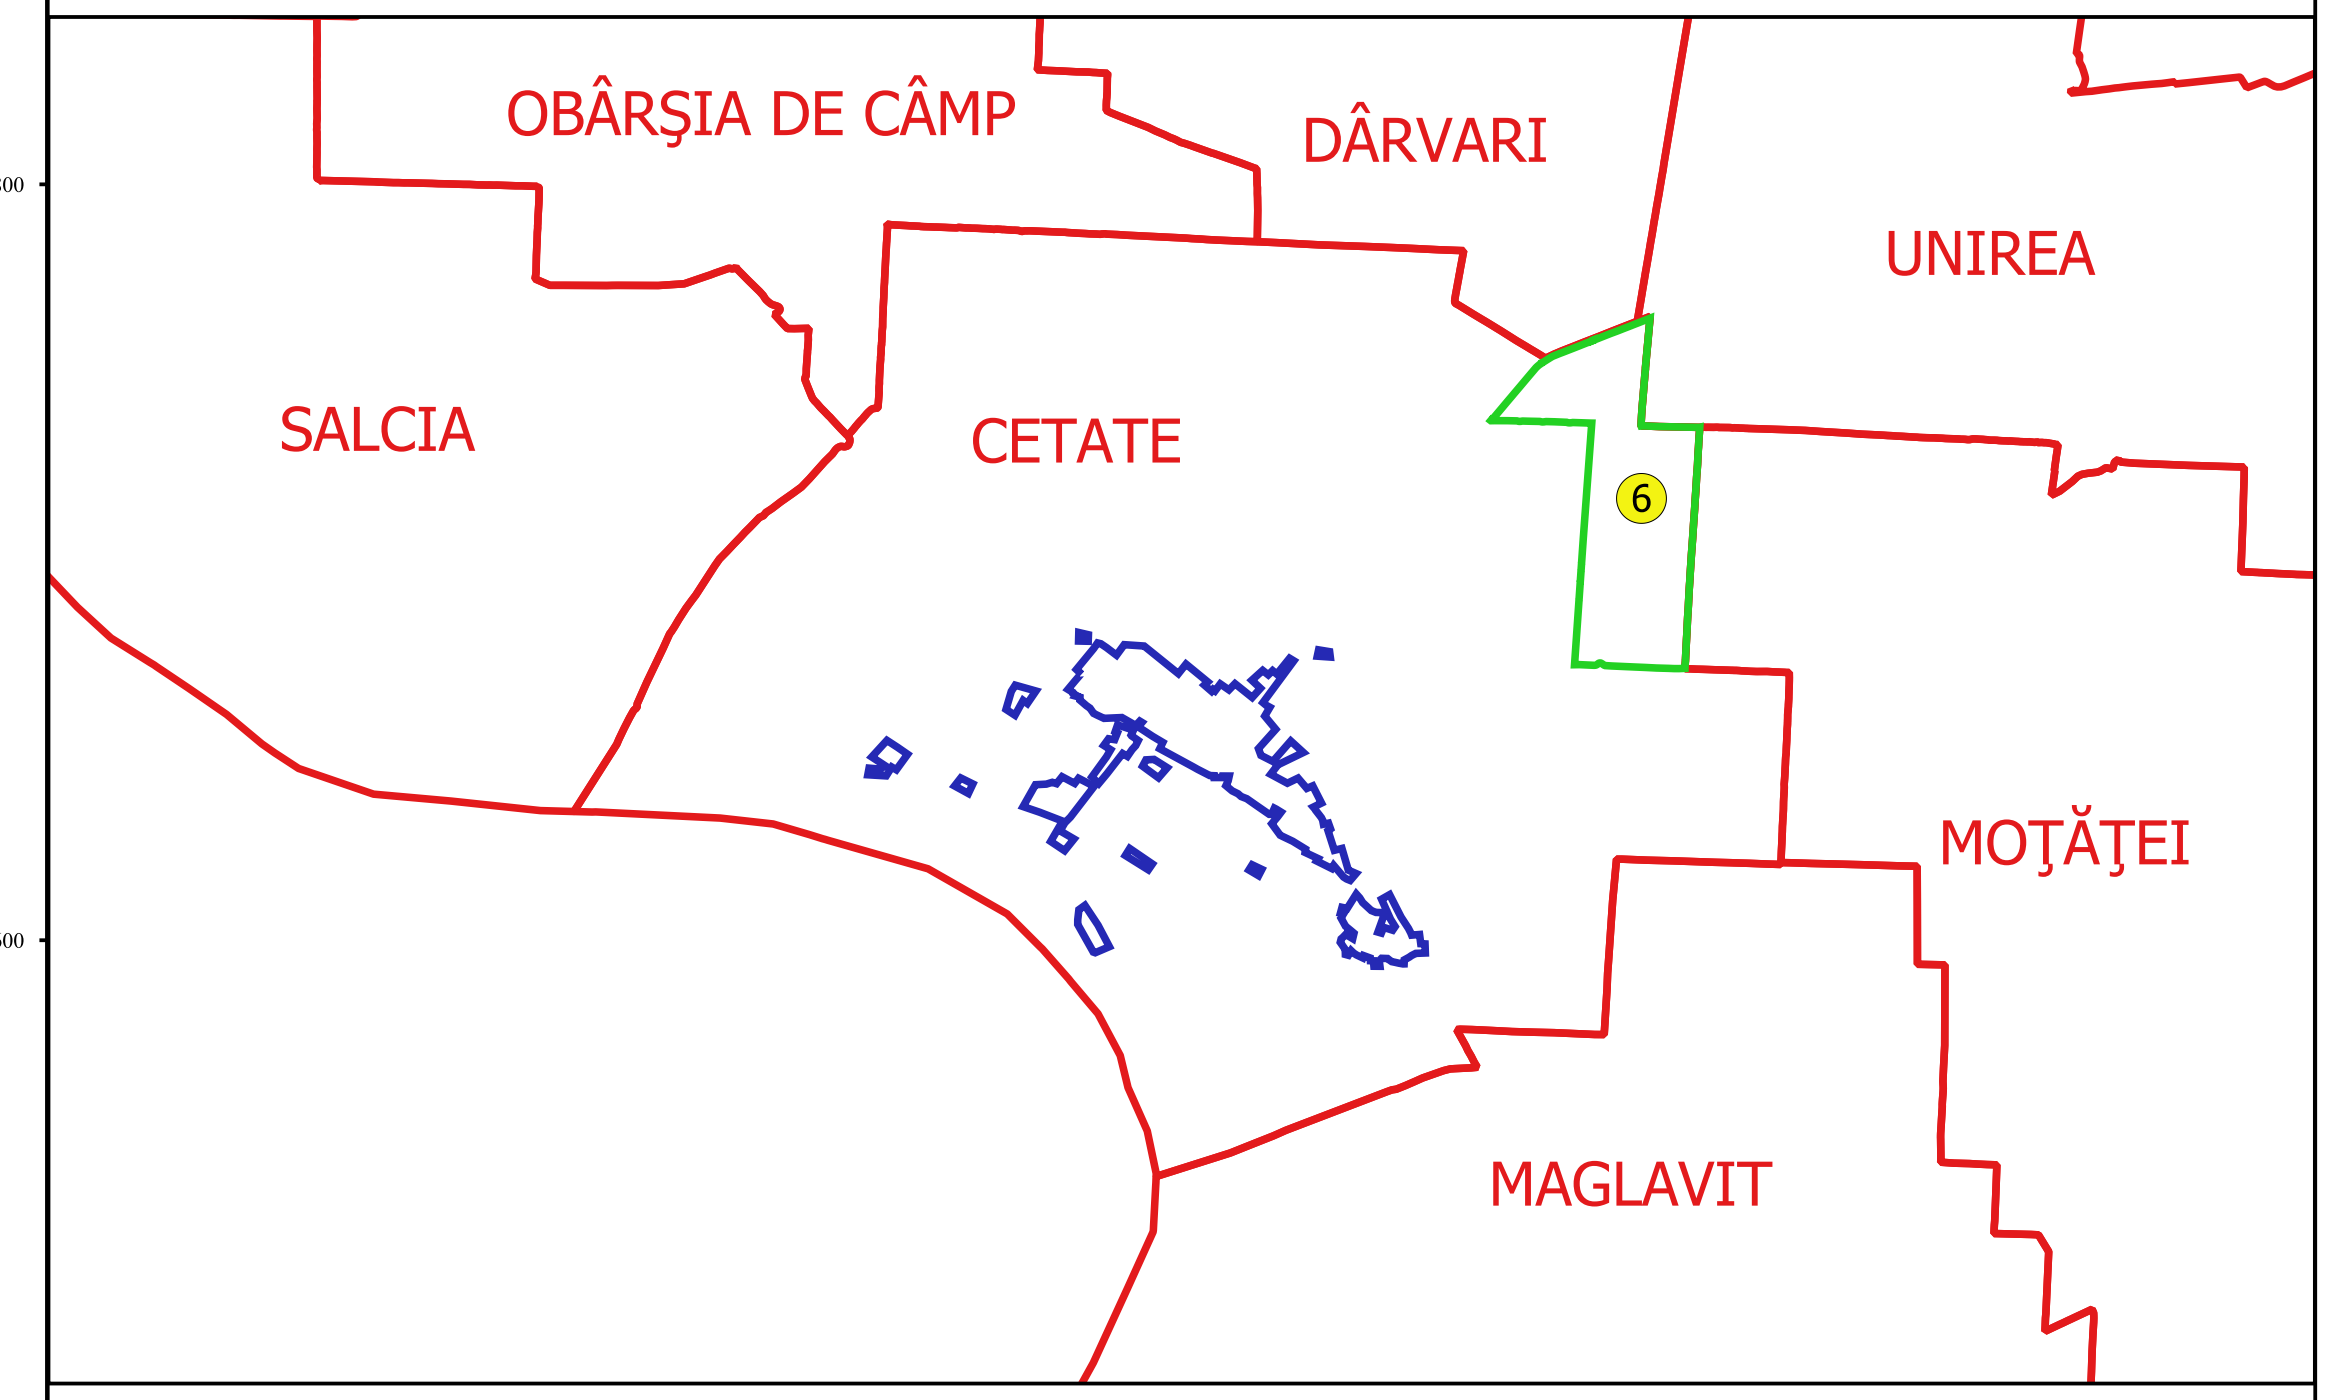 OBÂRŞIA DE CÂMP
DÂRVARI
UNIREA
SALCIA
CETATE
6
MOŢĂŢEI
MAGLAVIT